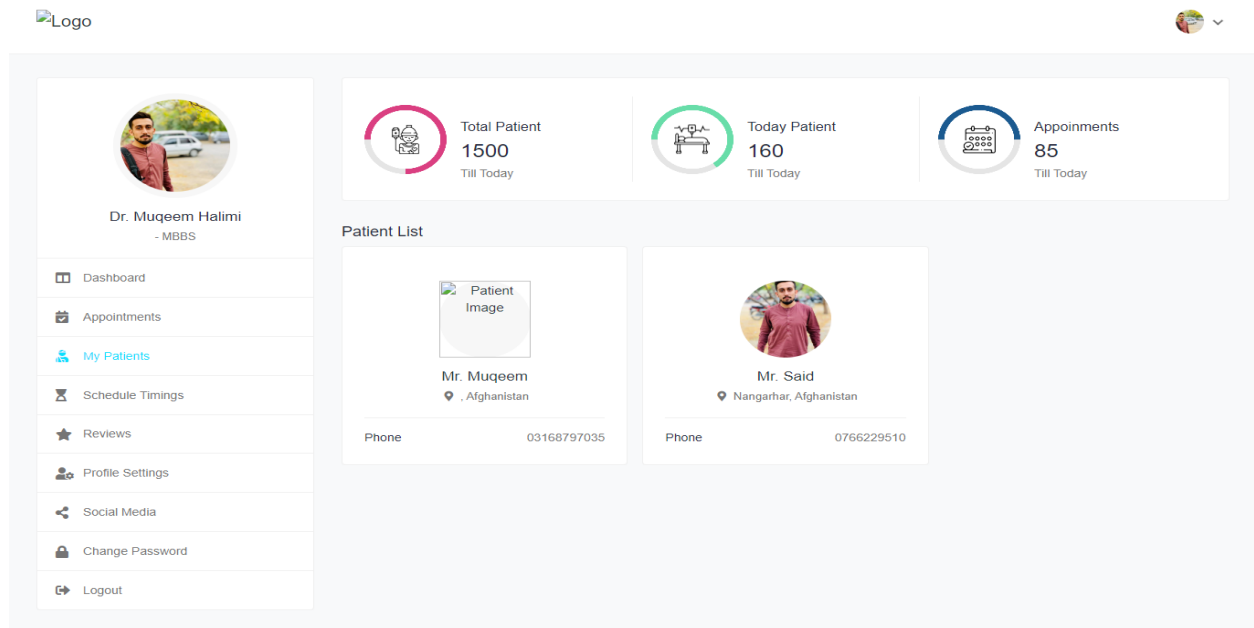 Logo
Dr. Muqeem Halimi
- MBBS
Dashboard
Appointments
My Patients
Schedule Timings
Reviews
Profile Settings
Social Media
Change Password
Logout
Total Patient
1500
Till Today
Today Patient
160
Till Today
Appoinments
85
Till Today
Patient List
Patient
Image
Mr. Muqeem
, Afghanistan
Phone 03168797035
Mr. Said
Nangarhar, Afghanistan
Phone 0766229510